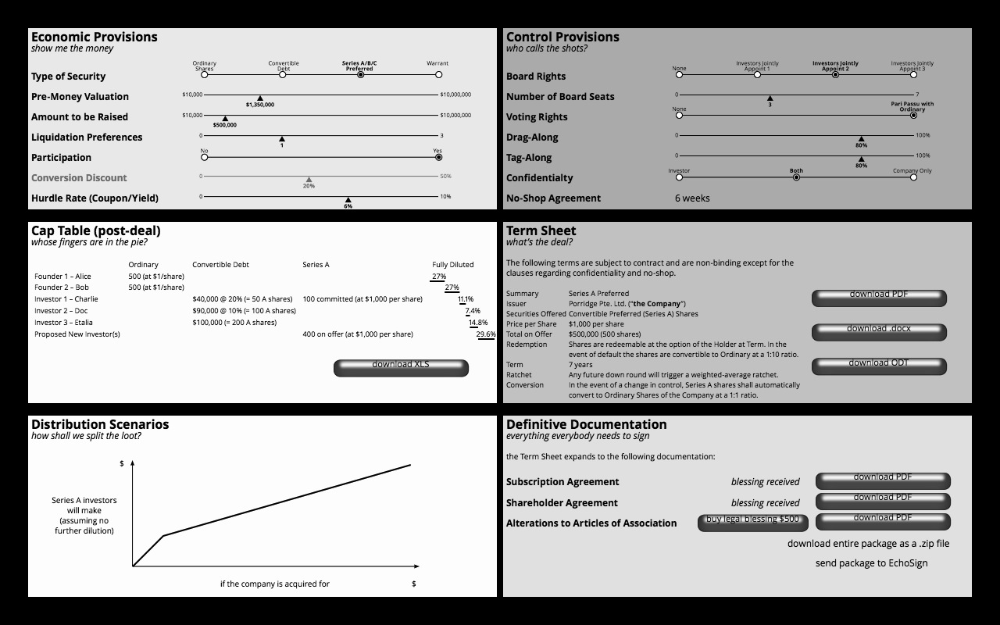 Economic Provisions
show me the money
Type of Security
Ordinary Shares
Convertible Debt
Series A/B/C Preferred
Warrant
Pre-Money Valuation
$10,000
$1,350,000
$10,000,000
Amount to be Raised
$10,000
$500,000
$10,000,000
Liquidation Preferences
0
1
3
Participation
No
Yes
Conversion Discount
0
20%
50%
Hurdle Rate (Coupon/Yield)
0
6%
10%
Control Provisions
who calls the shots?
Board Rights
None
Investors Jointly Appoint 1
Investors Jointly Appoint 2
Investors Jointly Appoint 3
Number of Board Seats
0
3
7
Voting Rights
None
Pari Passu with Ordinary
Drag-Along
0
80%
100%
Tag-Along
0
80%
100%
Confidentialty
Investor
Both
Company Only
No-Shop Agreement
6 weeks
Cap Table (post-deal)
whose fingers are in the pie?
Ordinary Convertible Debt Series A Fully Diluted
Founder 1 – Alice 500 (at $1/share) 27%
Founder 2 – Bob 500 (at $1/share) 27%
Investor 1 – Charlie $40,000 @ 20% (= 50 A shares) 100 committed (at $1,000 per share) 11.1%
Investor 2 – Doc $90,000 @ 10% (= 100 A shares) 7.4%
Investor 3 – Etalia $100,000 (= 200 A shares) 14.8%
Proposed New Investor(s) 400 on offer (at $1,000 per share) 29.6%
download XLS
Term Sheet
what's the deal?
The following terms are subject to contract and are non-binding except for the
clauses regarding confidentiality and no-shop.
Summary Series A Preferred
Issuer Porridge Pte. Ltd. ("the Company")
Securities Offered Convertible Preferred (Series A) Shares
Price per Share $1,000 per share
Total on Offer $500,000 (500 shares)
Redemption Shares are redeemable at the option of the Holder at Term. In the
event of default the shares are convertible to Ordinary at a 1:10 ratio.
Term 7 years
Ratchet Any future down round will trigger a weighted-average ratchet.
Conversion In the event of a change in control, Series A shares shall automatically
convert to Ordinary Shares of the Company at a 1:1 ratio.
download PDF
download .docx
download ODT
Distribution Scenarios
how shall we split the loot?
$
Series A investors
will make
(assuming no
further dilution)
if the company is acquired for
$
Definitive Documentation
everything everybody needs to sign
the Term Sheet expands to the following documentation:
Subscription Agreement blessing received download PDF
Shareholder Agreement blessing received download PDF
Alterations to Articles of Association buy legal blessing $500 download PDF
download entire package as a .zip file
send package to EchoSign